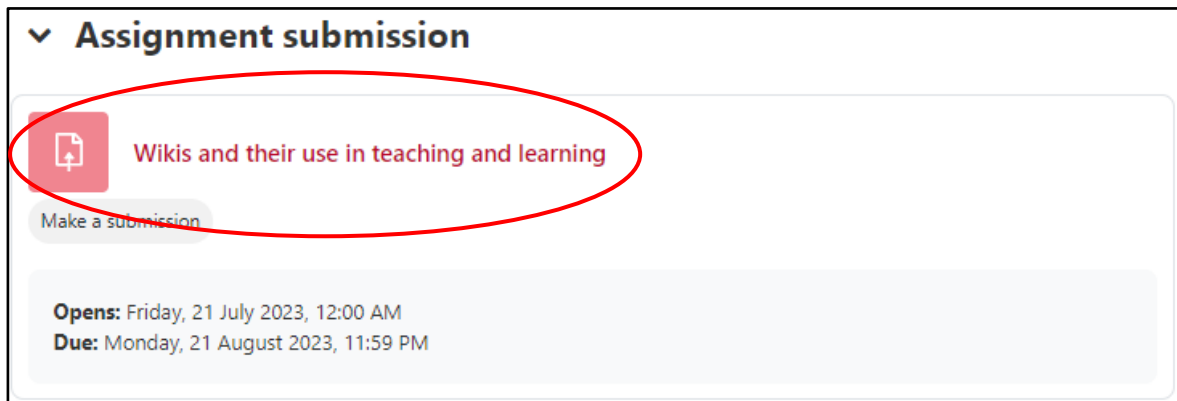 Assignment submission
Wikis and their use in teaching and learning
Make a submission
Opens: Friday, 21 July 2023, 12:00 AM
Due: Monday, 21 August 2023, 11:59 PM